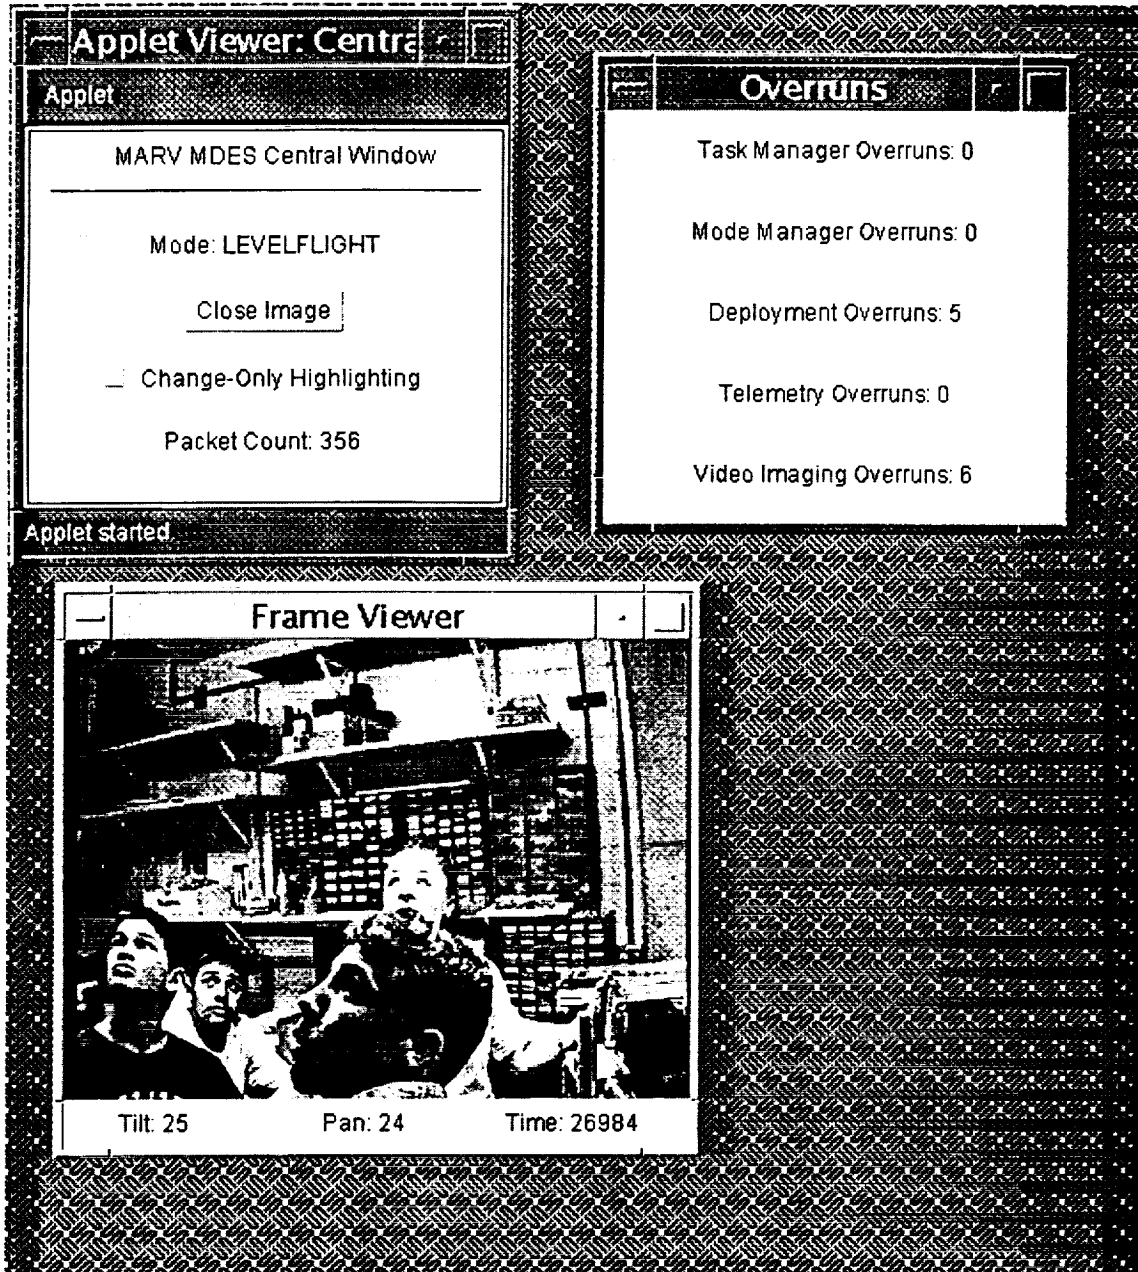 Applet Viewer: Centra
Applet
MARV MDES Central Window
Mode: LEVELFLIGHT
Close Image
Change-Only Highlighting
Packet Count: 356
Applet started.
Overruns
Task Manager Overruns: 0
Mode Manager Overruns: 0
Deployment Overruns: 5
Telemetry Overruns: 0
Video Imaging Overruns: 6
Frame Viewer
Tilt: 25 Pan: 24 Time: 26984